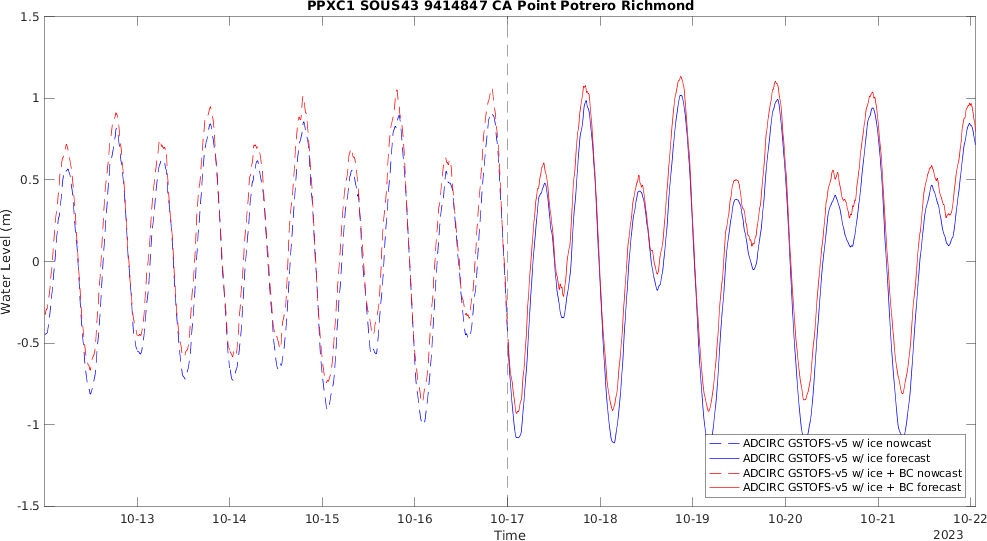 PPXC1 SOUS43 9414847 CA Point Potrero Richmond
1.5
1
0.5
0
-0.5
-1
-1.5
Water Level (m)
10-13 10-14 10-15 10-16 10-17 10-18 10-19 10-20 10-21 10-22
Time
2023
ADCIRC GSTOFS-v5 w/ ice nowcast
ADCIRC GSTOFS-v5 w/ ice forecast
ADCIRC GSTOFS-v5 w/ ice + BC nowcast
ADCIRC GSTOFS-v5 w/ ice + BC forecast